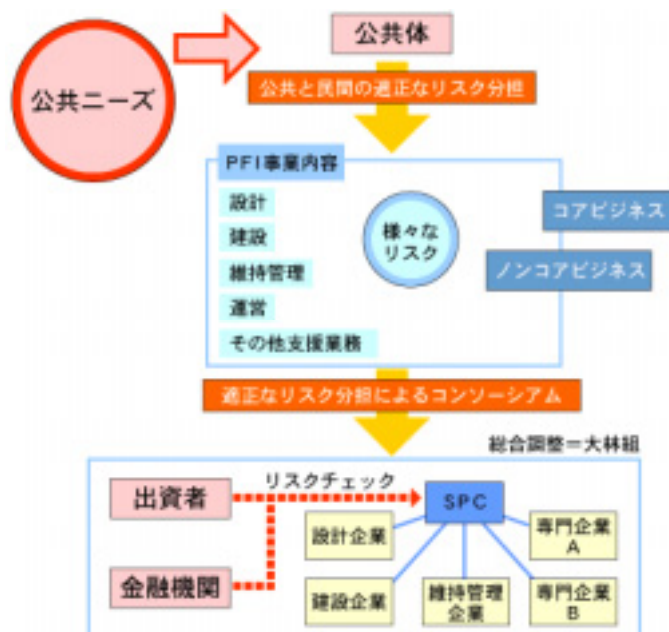 公共ニーズ
公共体
公共と民間の適正なリスク分担
PFI事業内容
設計
建設
維持管理
運営
その他支援業務
様々な
リスク
コアビジネス
ノンコアビジネス
適正なリスク分担によるコンソーシアム
総合調整=大林組
出資者
リスクチェック
SPC
金融機関
設計企業
専門企業
A
建設企業
維持管理
企業
専門企業
B